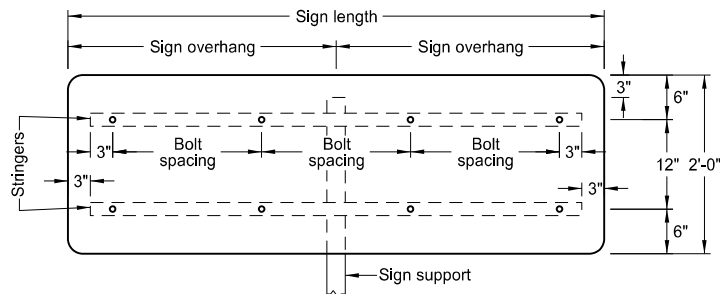 Sign length
Sign overhang
Sign overhang
3"
6"
Stringers
3"
Bolt
spacing
Bolt
spacing
Bolt
spacing
3"
12"
2'-0"
3"
3"
6"
Sign support